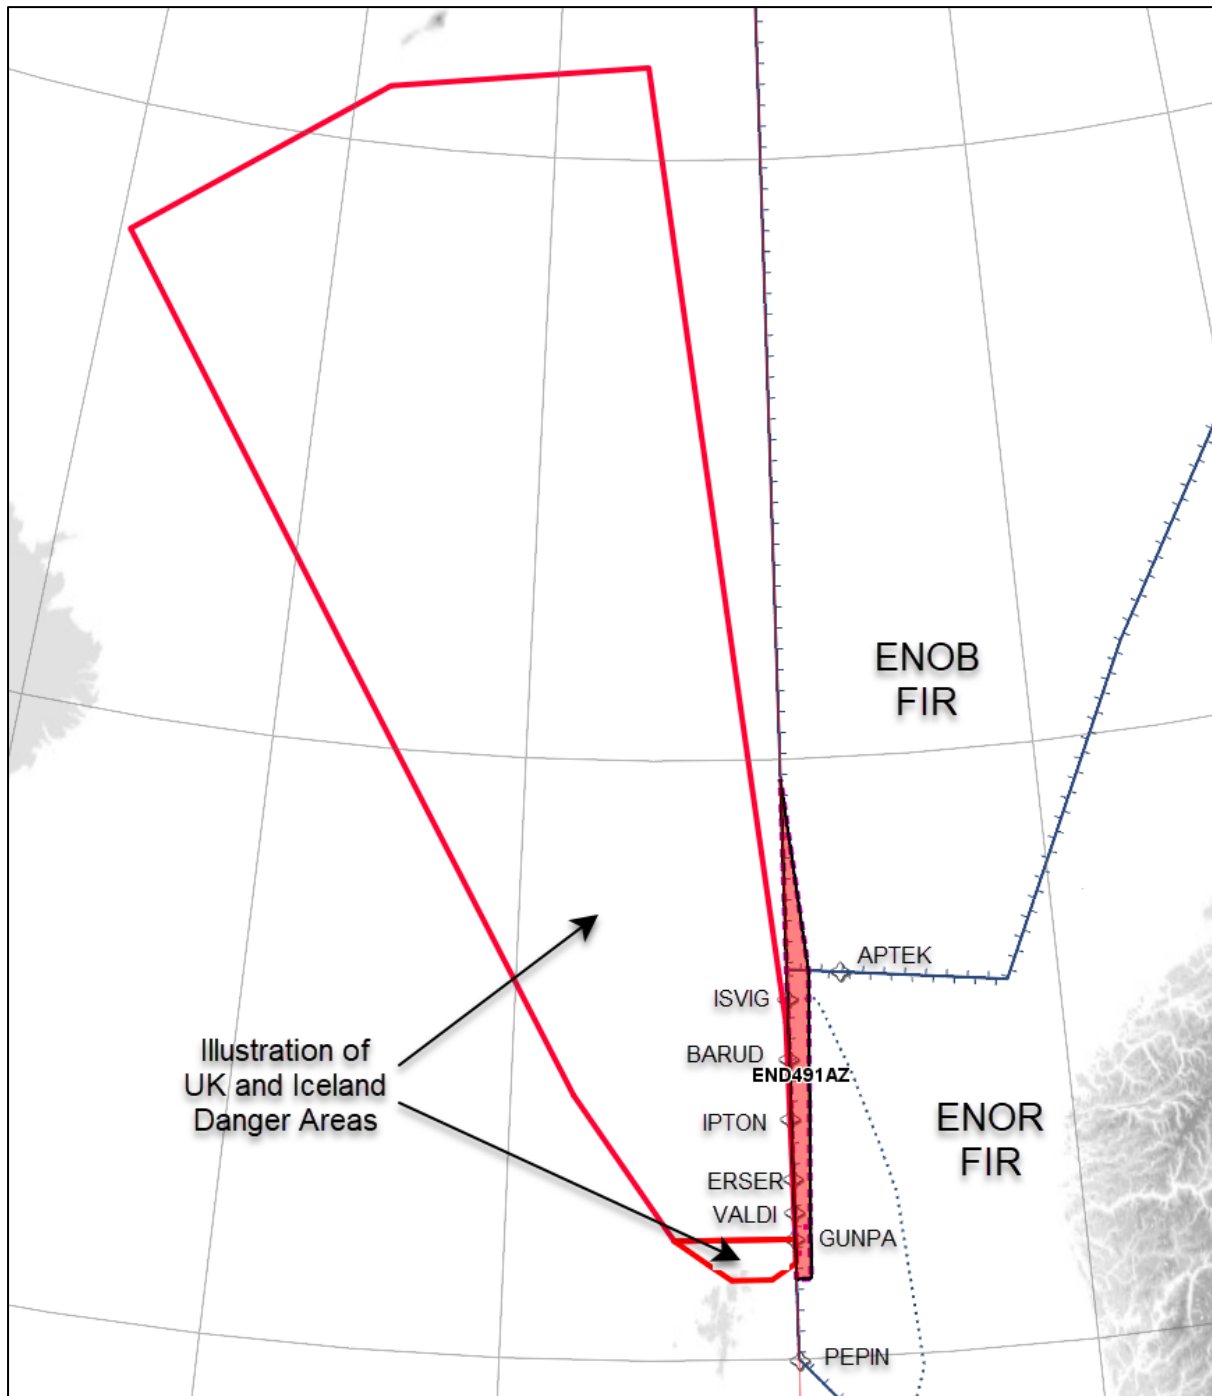 ENOB
FIR
APTEK
ISVIG
BARUD
END491AZ
Illustration of
UK and Iceland
Danger Areas
IPTON
ENOR
FIR
ERSER
VALDI
GUNPA
PEPIN